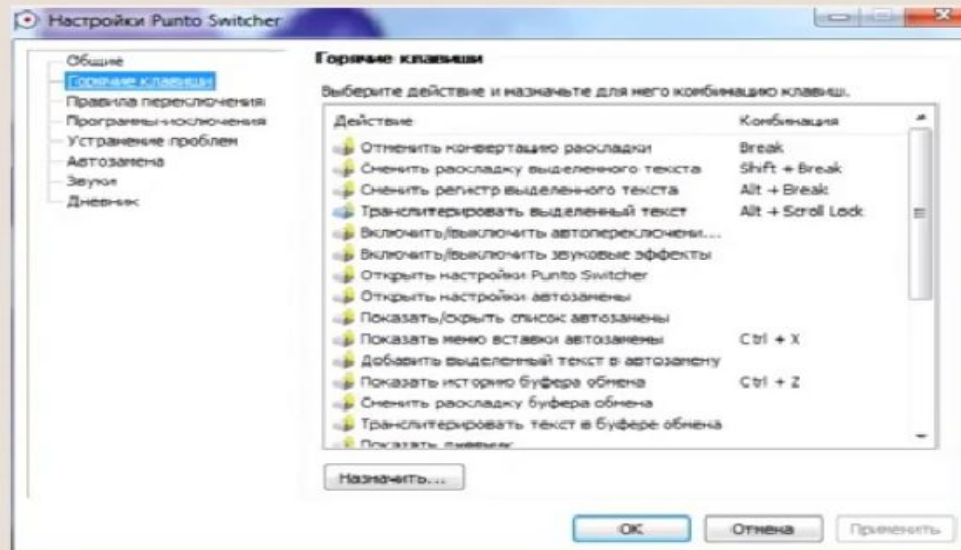 Настройки Punto Switcher
Общие
Горячие клавиши
Правила переключения
Программы-исключения
Устранение проблем
Автозамена
Звуки
Дневник
Горячие клавиши
Выберите действие и назначьте для него комбинацию клавиш.
Действие Комбинация
Отменить конвертацию раскладки Break
Сменить раскладку выделенного текста Shift + Break
Сменить регистр выделенного текста Alt + Break
Транслитерировать выделенный текст Alt + Scroll Lock
Включить/выключить автопереключени...
Включить/выключить звуковые эффекты
Открыть настройки Punto Switcher
Открыть настройки автозамены
Показать/скрыть список автозамены
Показать меню вставки автозамены Ctrl + X
Добавить выделенный текст в автозамену
Показать историю буфера обмена Ctrl + Z
Сменить раскладку буфера обмена
Транслитерировать текст в буфере обмена
Показать дневник
Назначить...
OK Отмена Применить